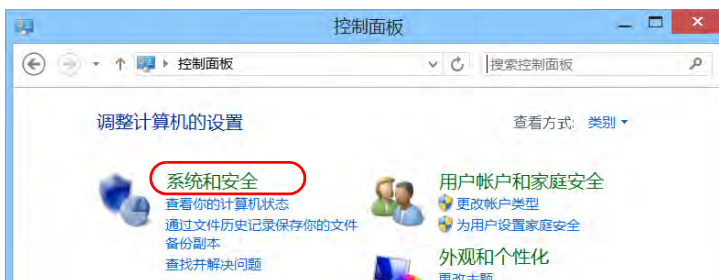 控制面板
控制面板
搜索控制面板
调整计算机的设置
查看方式: 类别
系统和安全
查看你的计算机状态
通过文件历史记录保存你的文件
备份副本
查找并解决问题
用户帐户和家庭安全
更改帐户类型
为用户设置家庭安全
外观和个性化
更改主题